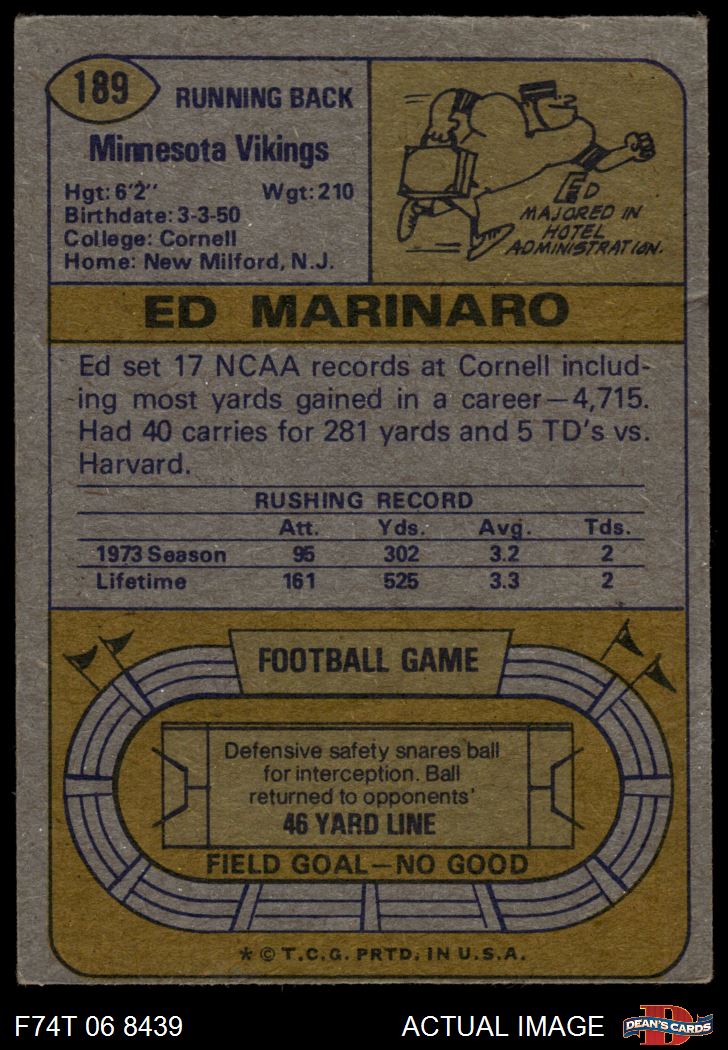 189
RUNNING BACK
Minnesota Vikings
Hgt: 6'2" Wgt: 210
Birthdate: 3-3-50
College: Cornell
Home: New Milford, N.J.
ED
MAJORED IN
HOTEL
ADMINISTRATION.
ED MARINARO
Ed set 17 NCAA records at Cornell includ-
ing most yards gained in a career—4,715.
Had 40 carries for 281 yards and 5 TD's vs.
Harvard.
RUSHING RECORD
Att. Yds. Avg. Tds.
1973 Season 95 302 3.2 2
Lifetime 161 525 3.3 2
FOOTBALL GAME
Defensive safety snares ball
for interception. Ball
returned to opponents'
46 YARD LINE
FIELD GOAL—NO GOOD
* © T.C.G. PRTD. IN U.S.A.
F74T 06 8439 ACTUAL IMAGE
D
DEAN'S CARDS